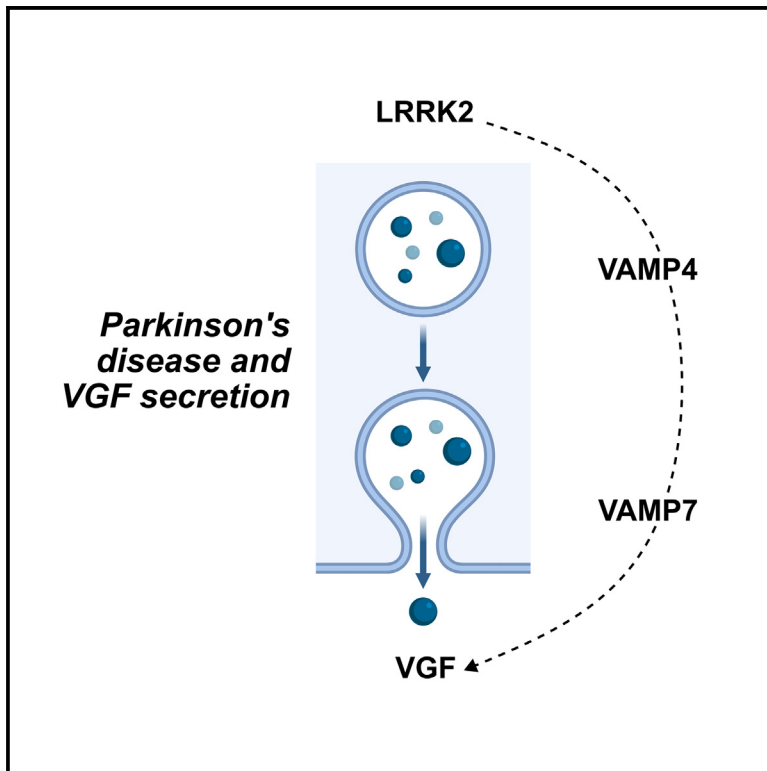 LRRK2
VAMP4
Parkinson's
disease and
VGF secretion
VAMP7
VGF